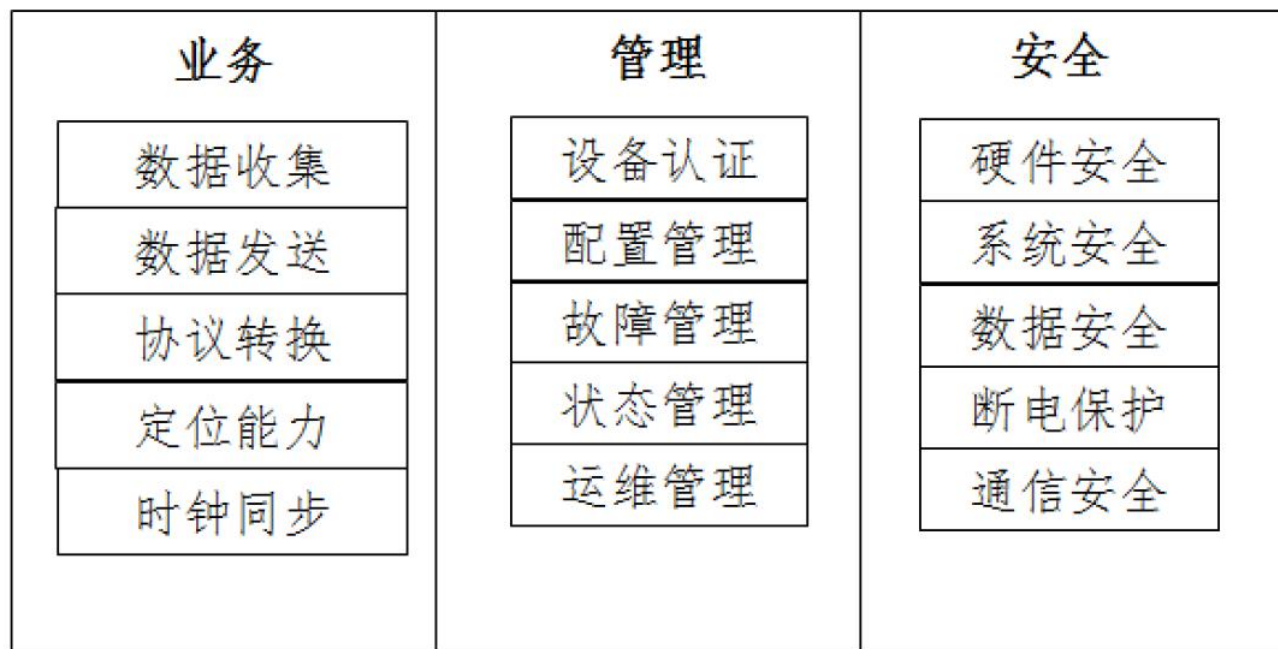 业务
数据收集
数据发送
协议转换
定位能力
时钟同步
管理
设备认证
配置管理
故障管理
状态管理
运维管理
安全
硬件安全
系统安全
数据安全
断电保护
通信安全